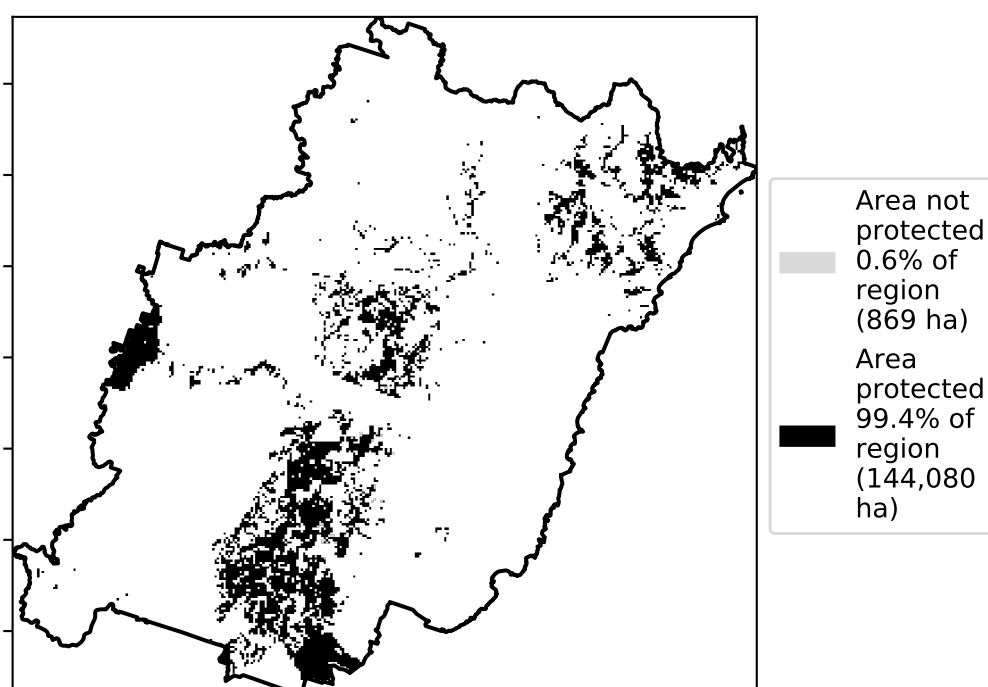 Area not
protected
0.6% of
region
(869 ha)
Area
protected
99.4% of
region
(144,080
ha)